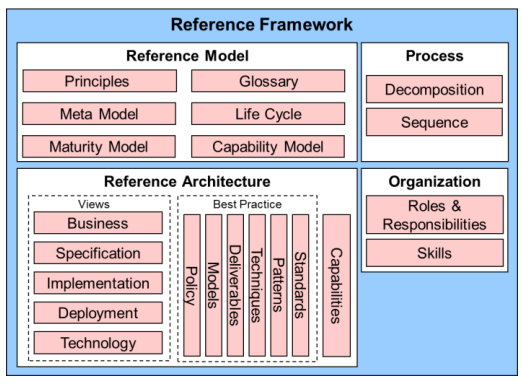 Reference Framework
Reference Model
Principles
Glossary
Meta Model
Life Cycle
Maturity Model
Capability Model
Process
Decomposition
Sequence
Reference Architecture
Views
Business
Specification
Implementation
Deployment
Technology
Best Practice
Policy
Models
Deliverables
Techniques
Patterns
Standards
Capabilities
Organization
Roles &
Responsibilities
Skills